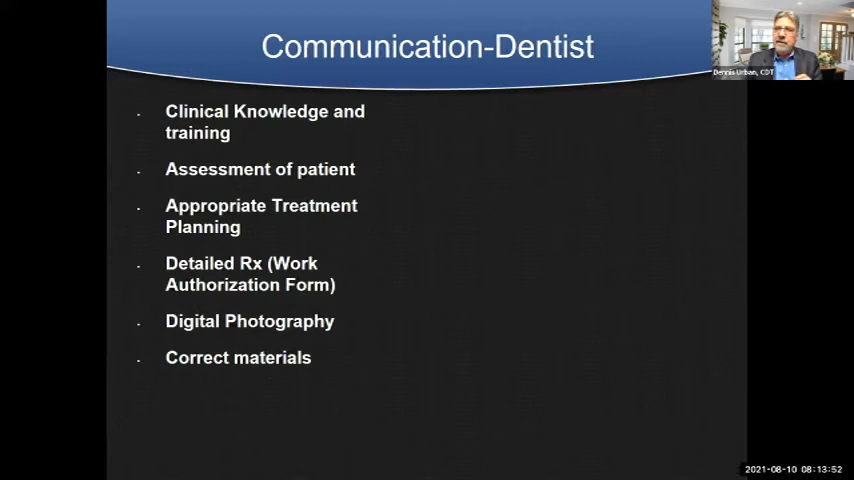 Communication-Dentist
Dennis Urban, CDT
Clinical Knowledge and
training
Assessment of patient
Appropriate Treatment
Planning
Detailed Rx (Work
Authorization Form)
Digital Photography
Correct materials
2021-08-10 08:13:52